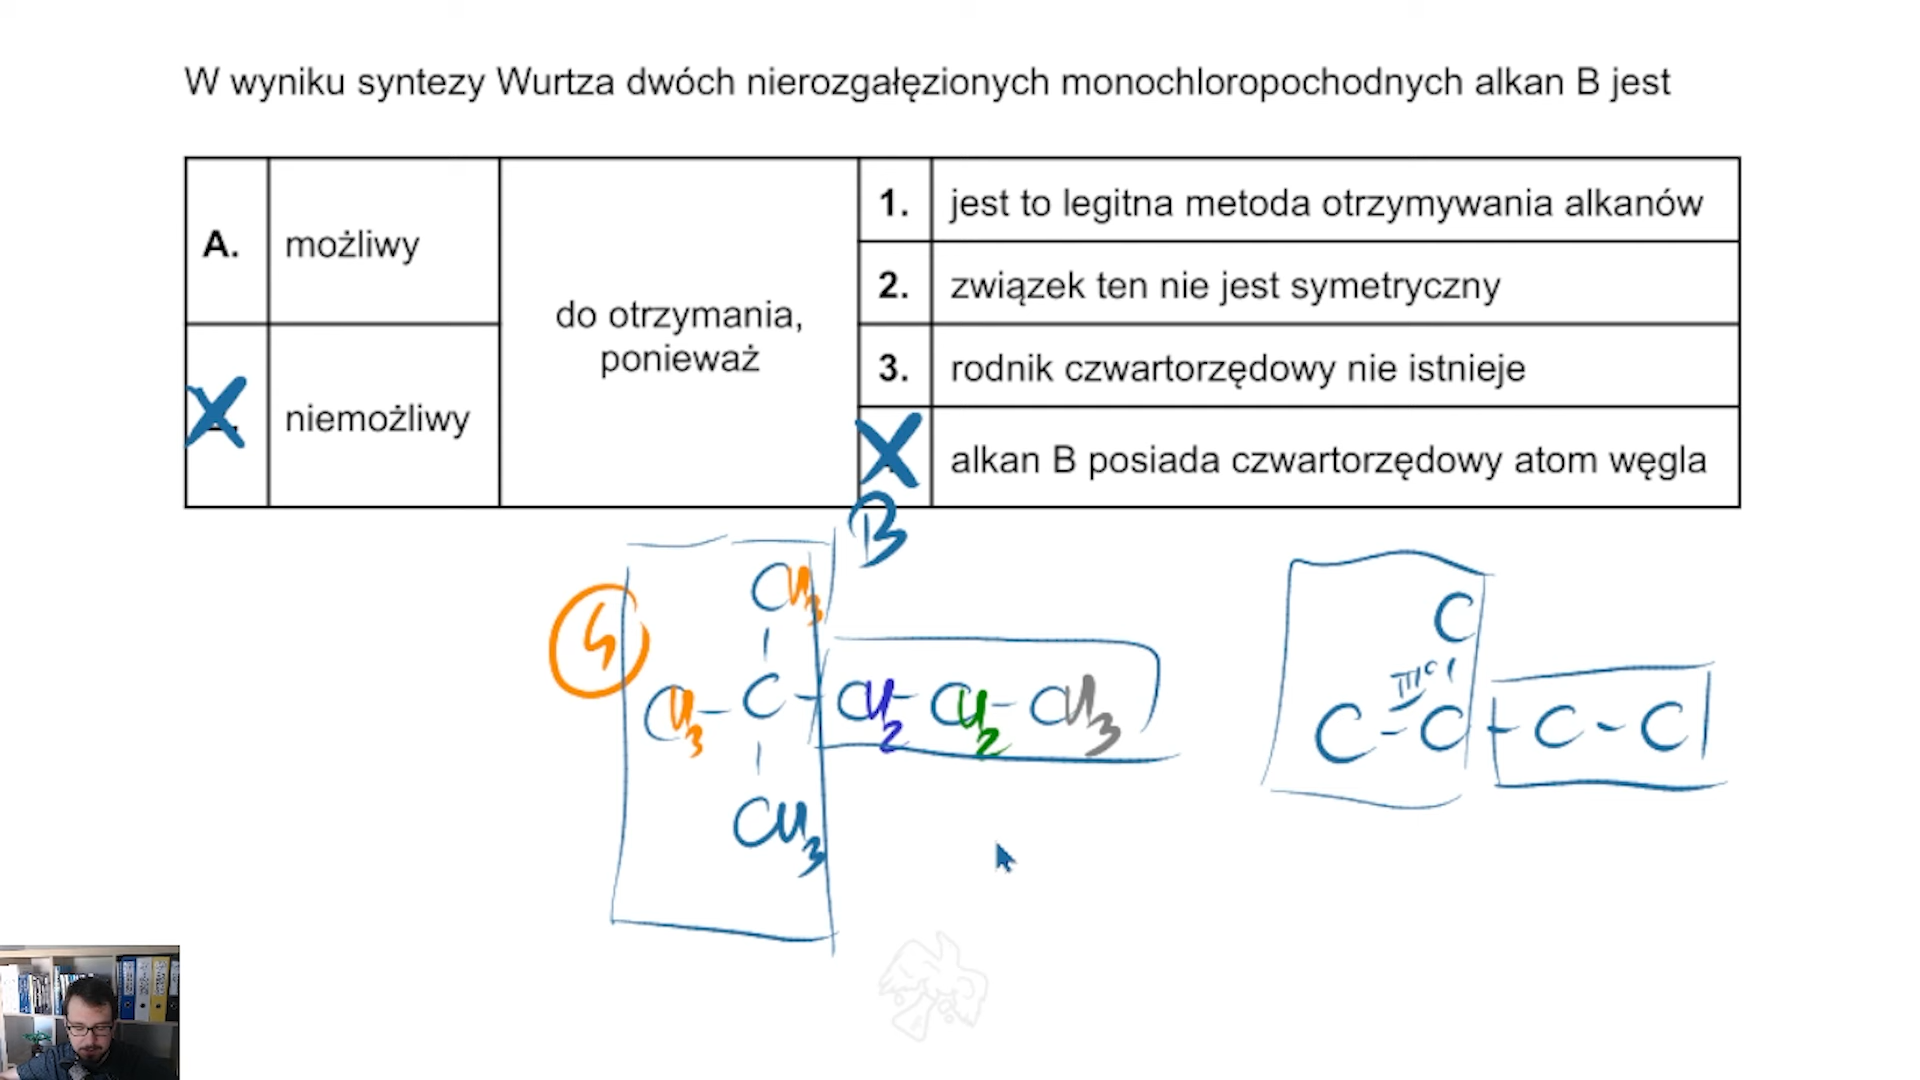 W wyniku syntezy Wurtza dwóch nierozgałęzionych monochloropochodnych alkan B jest
A. możliwy
niemożliwy
do otrzymania,
ponieważ
1. jest to legitna metoda otrzymywania alkanów
2. związek ten nie jest symetryczny
3. rodnik czwartorzędowy nie istnieje
alkan B posiada czwartorzędowy atom węgla
B
4
CH3
CH3 - C - CH2 - CH2 - CH3
CH3
C
III
C - C - C - C